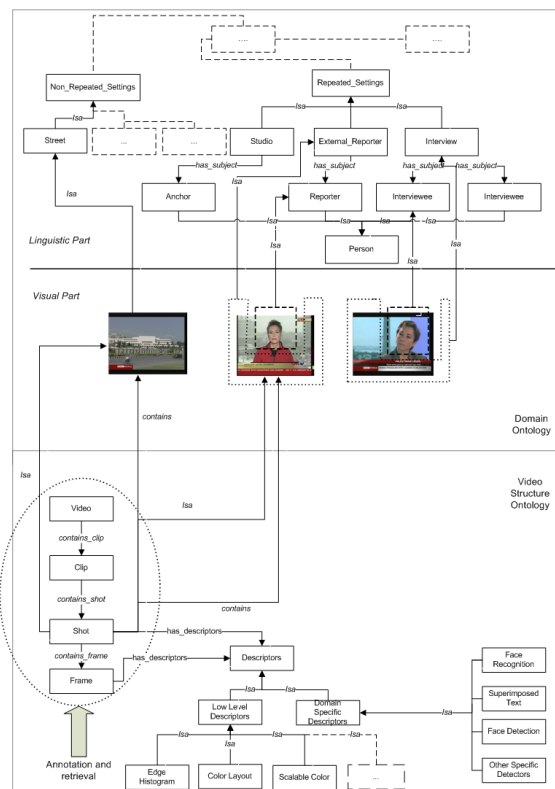 ....
....
Repeated_Settings
Non_Repeated_Settings
Isa
Isa
Isa
Isa
Street
...
...
Studio
External_Reporter
Interview
has_subject
has_subject
has_subject
has_subject
Isa
Isa
Anchor
Reporter
Interviewee
Interviewee
Isa
Isa
Isa
Isa
Linguistic Part
Person
Isa
Visual Part
contains
Domain
Ontology
Isa
Isa
Video
Structure
Ontology
Video
contains_clip
Clip
contains_shot
contains
Shot
has_descriptors
contains_frame
Descriptors
Face
Recognition
Frame
has_descriptors
Isa
Isa
Superimposed
Text
Low Level
Descriptors
Domain
Specific
Descriptors
Isa
Face Detection
Isa
Isa
Isa
Isa
Annotation
and
retrieval
Edge
Histogram
Color Layout
Scalable Color
...
Other Specific
Detectors